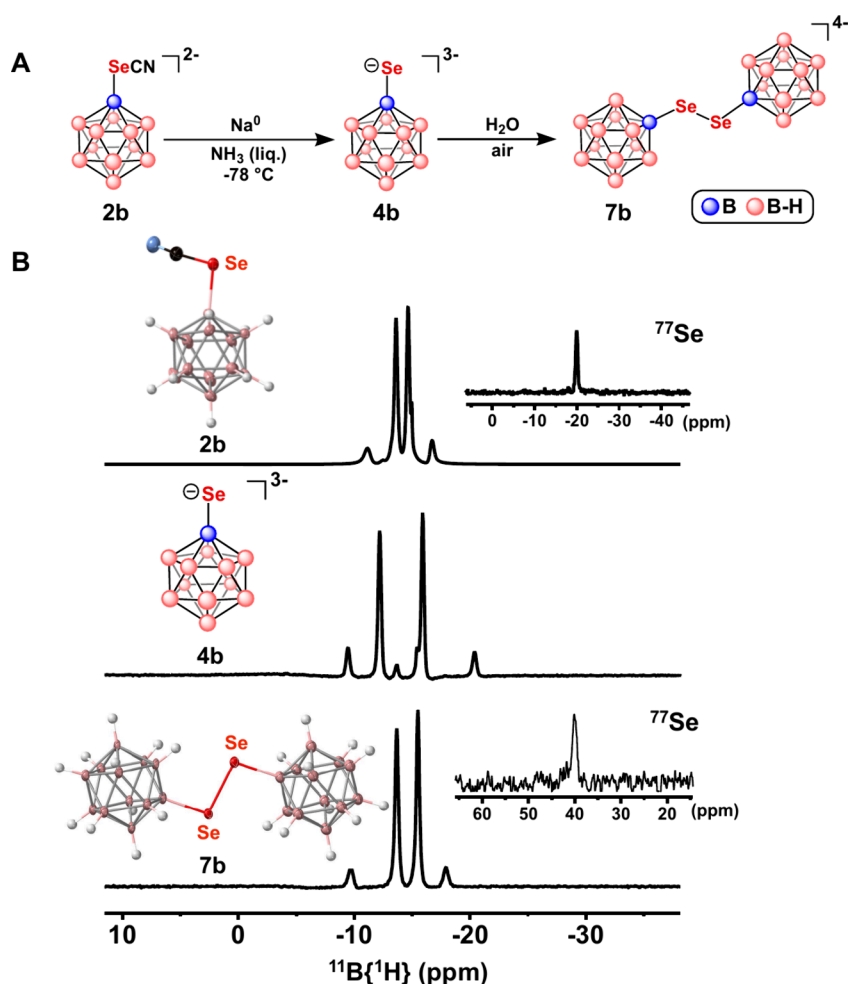 A
SeCN ⌉2-
2b
Na⁰
NH₃ (liq.)
-78 °C
⊖Se ⌉3-
4b
H₂O
air
Se
Se
⌉4-
7b
B B-H
B
Se
2b
⁷⁷Se
0 -10 -20 -30 -40 (ppm)
⊖Se ⌉3-
4b
Se
Se
7b
⁷⁷Se
60 50 40 30 20 (ppm)
10 0 -10 -20 -30
¹¹B{¹H} (ppm)